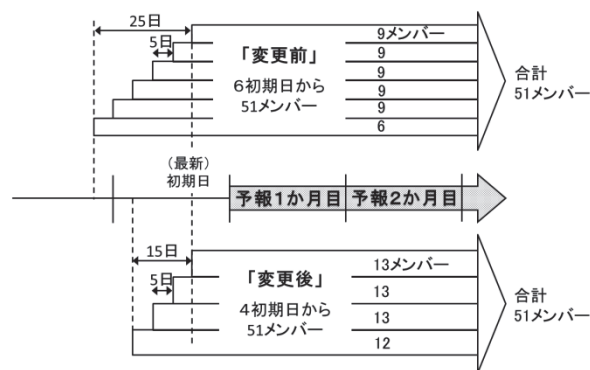 25日
5日
「変更前」
6初期日から
51メンバー
9メンバー
9
9
9
9
6
合計
51メンバー
(最新)
初期日
予報1か月目
予報2か月目
15日
5日
「変更後」
4初期日から
51メンバー
13メンバー
13
13
12
合計
51メンバー